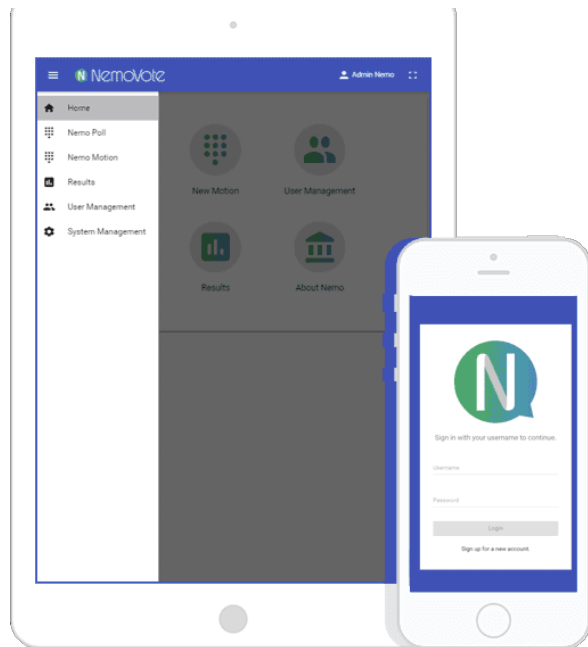 NemoVote
Admin Nemo
Home
Nemo Poll
Nemo Motion
Results
User Management
System Management
New Motion
User Management
Results
About Nemo
N
Sign in with your username to continue.
Username
Password
Login
Sign up for a new account